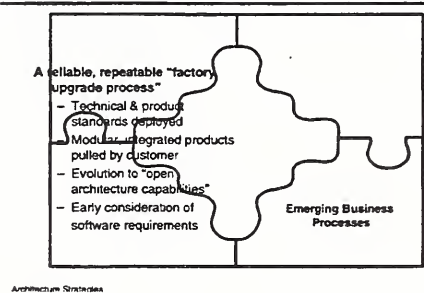 A reliable, repeatable "factory
upgrade process"
– Technical & product
standards deployed
– Modular, integrated products
pulled by customer
– Evolution to "open
architecture capabilities"
– Early consideration of
software requirements
Emerging Business
Processes
Architecture Strategies